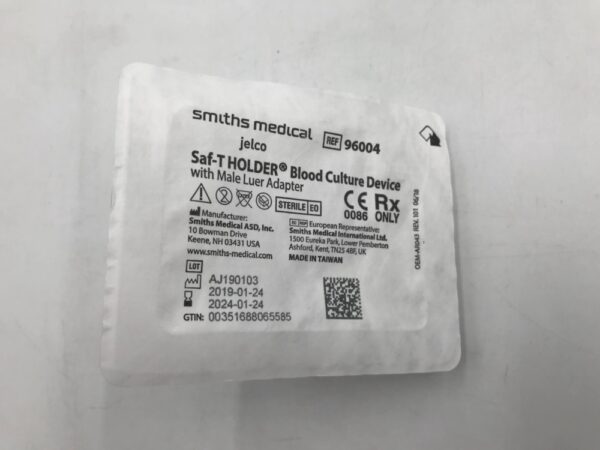 smiths medical
REF 96004
jelco
Saf-T HOLDER® Blood Culture Device
with Male Luer Adapter
STERILE EO
CE 0086
Rx ONLY
Manufacturer:
Smiths Medical ASD, Inc.
10 Bowman Drive
Keene, NH 03431 USA
www.smiths-medical.com
EC REP European Representative:
Smiths Medical International Ltd.
1500 Eureka Park, Lower Pemberton
Ashford, Kent, TN25 4BF, UK
MADE IN TAIWAN
LOT AJ190103
2019-01-24
2024-01-24
GTIN: 00351688065585